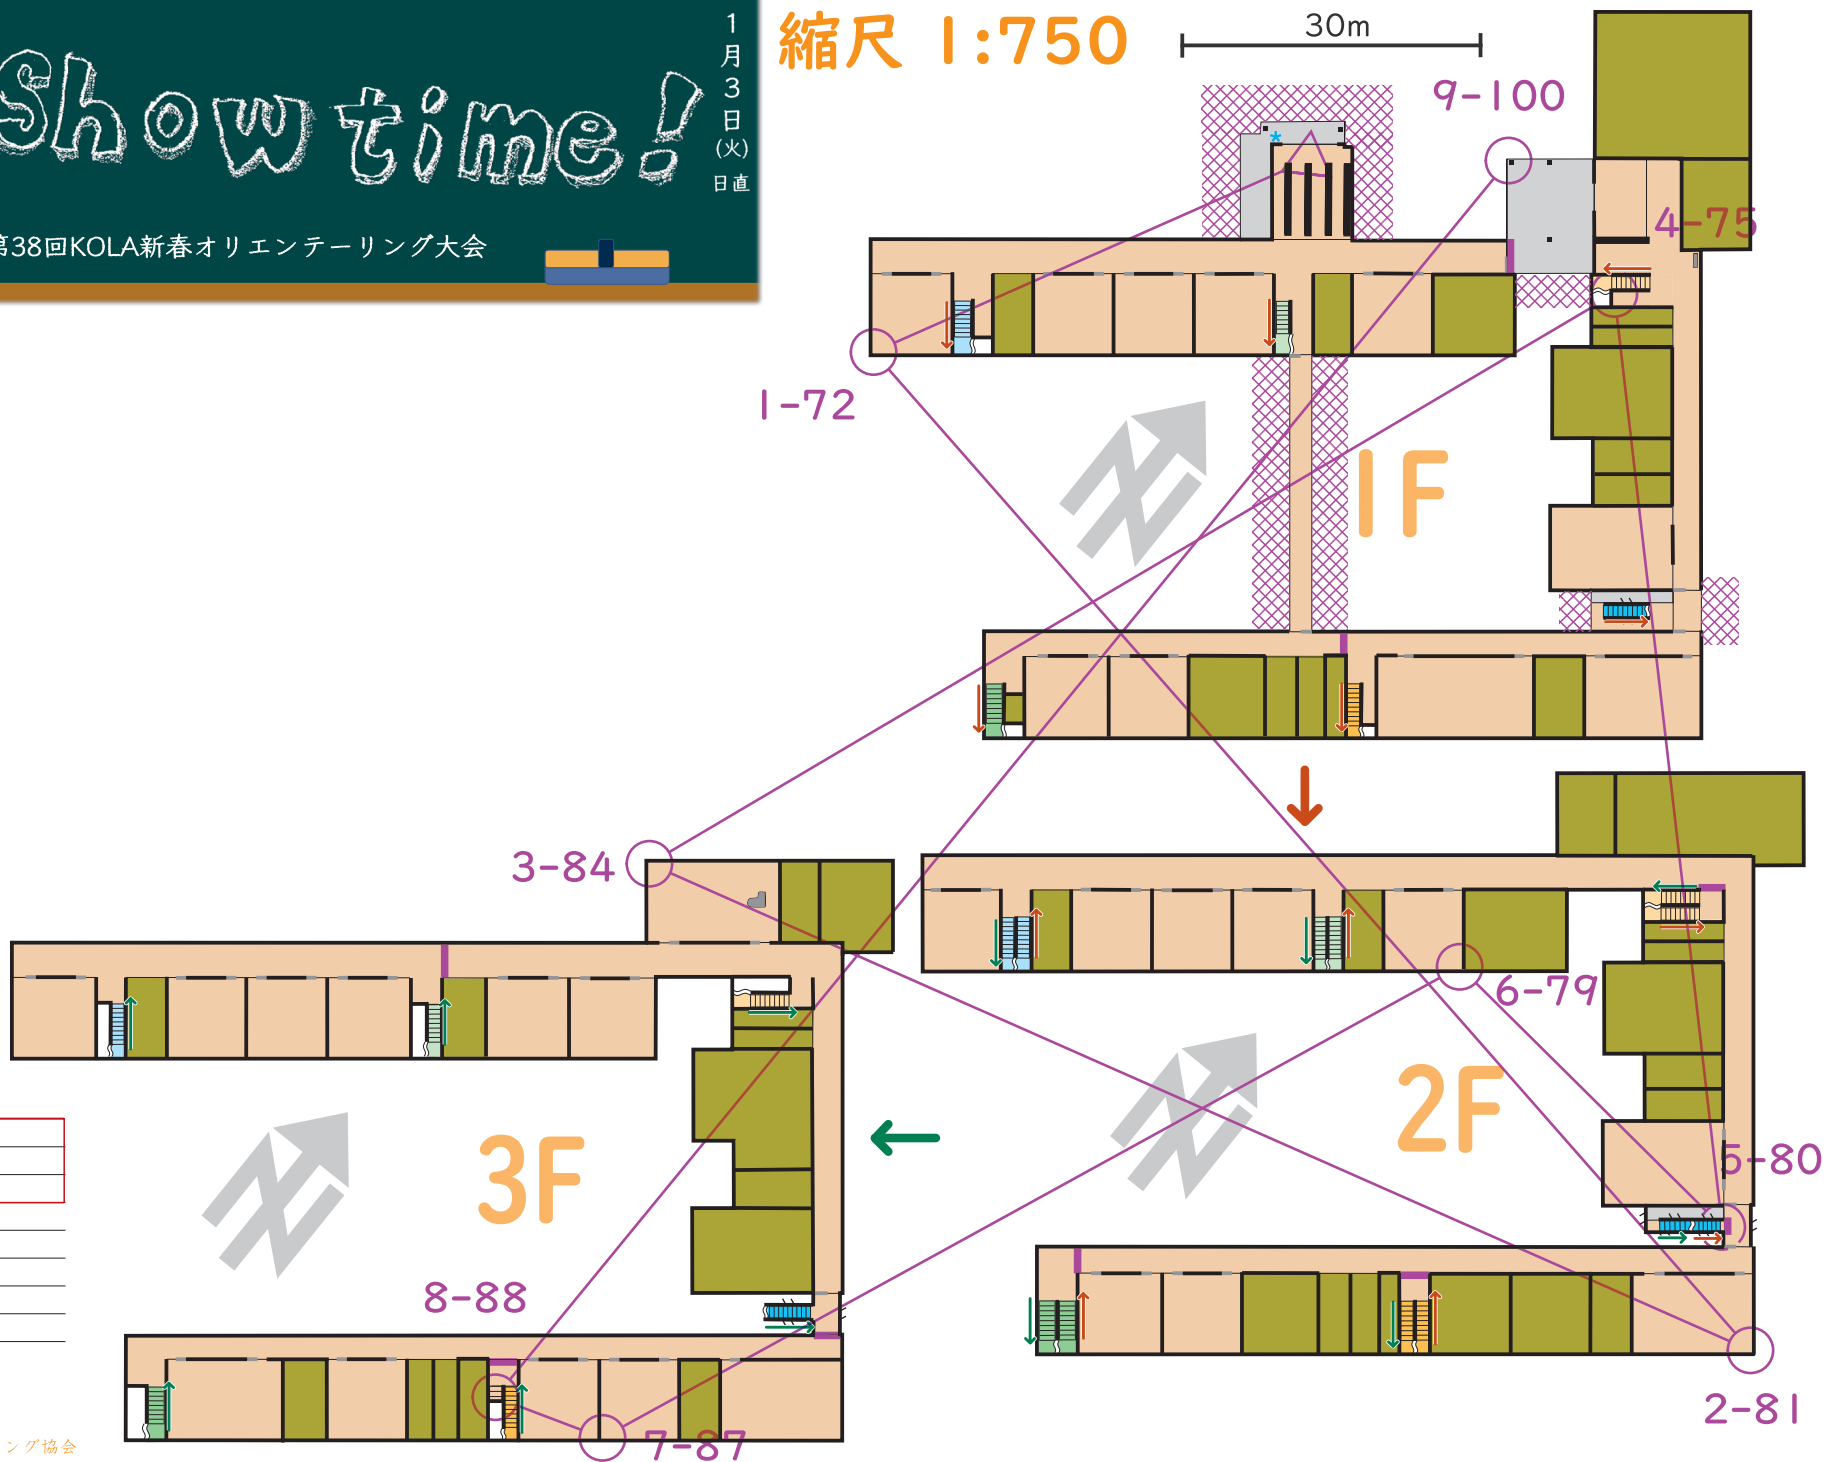 Show time!
1月3日(火)
日直
第38回KOLA新春オリエンテーリング大会
縮尺 1:750
30m
9-100
4-75
1-72
1F
3-84
6-79
2F
5-80
3F
8-88
7-87
2-81
ング協会